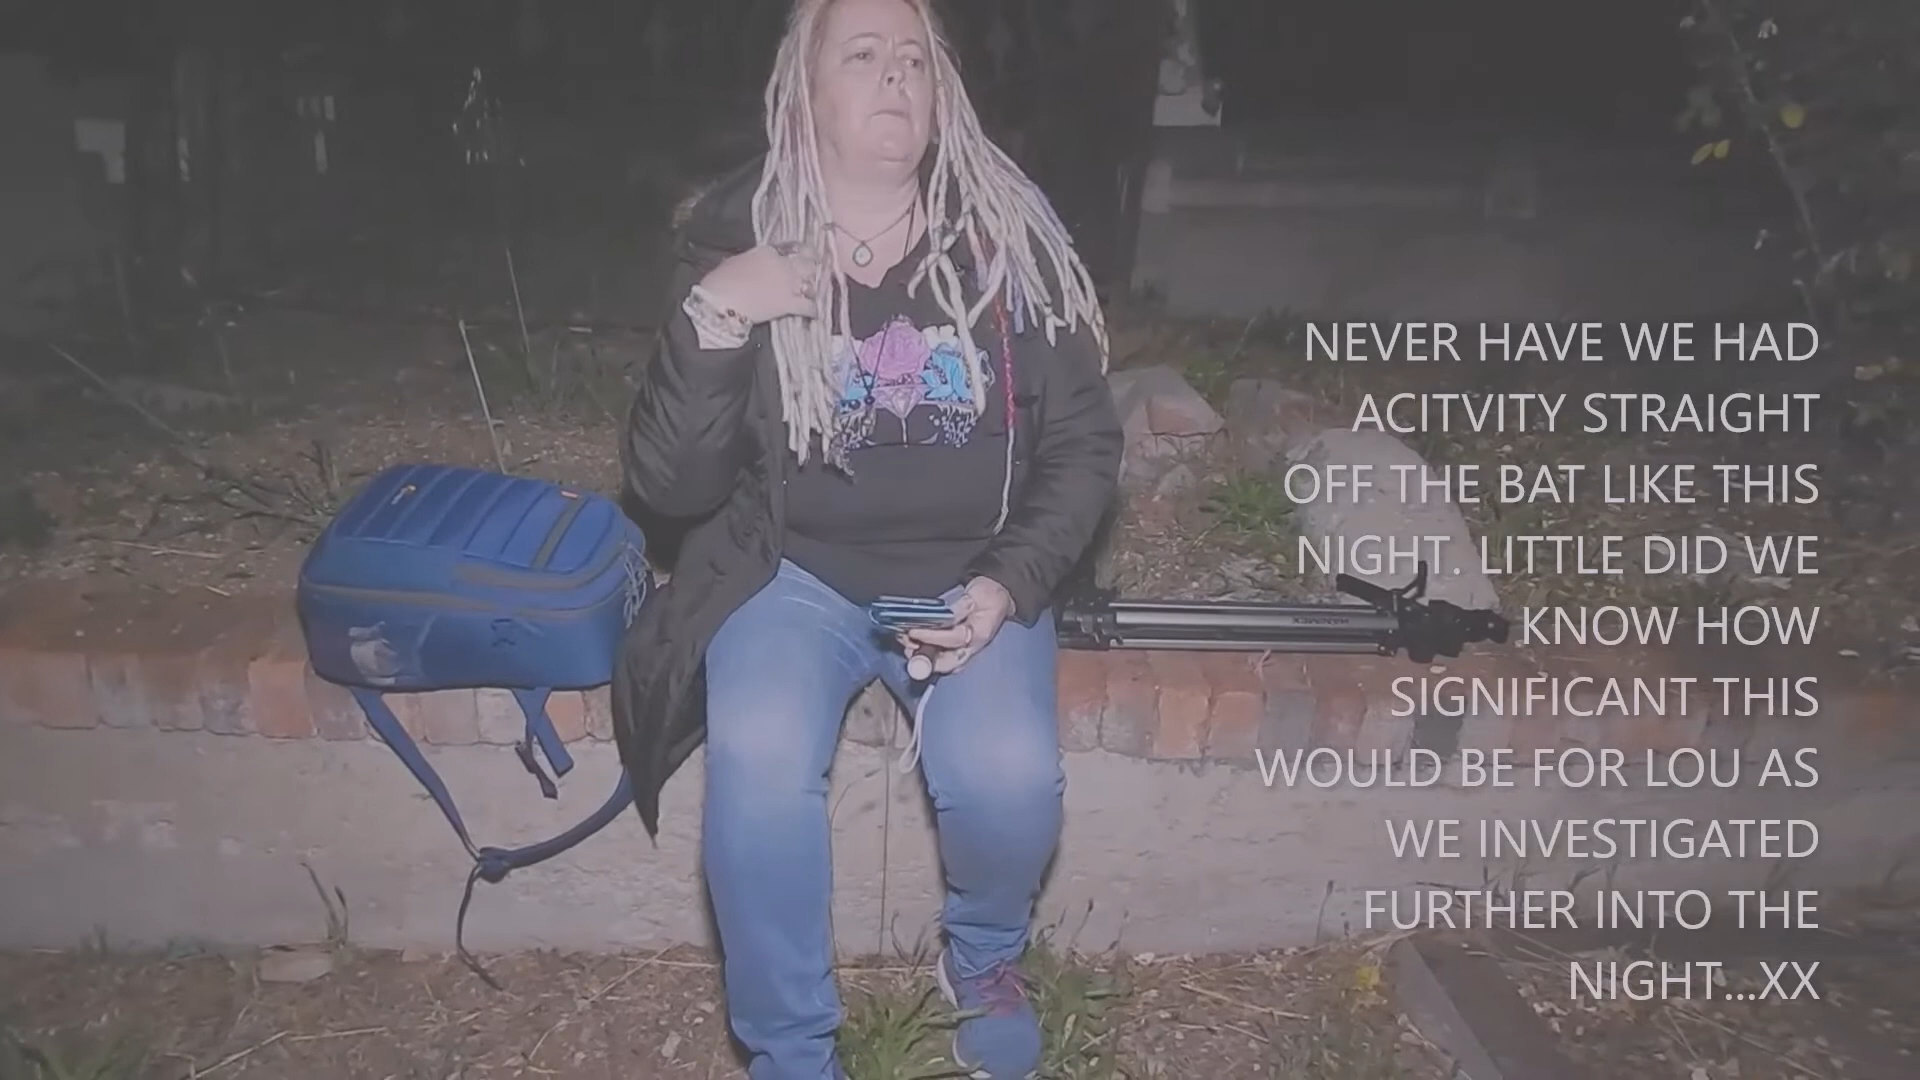 NEVER HAVE WE HAD
ACITVITY STRAIGHT
OFF THE BAT LIKE THIS
NIGHT. LITTLE DID WE
KNOW HOW
SIGNIFICANT THIS
WOULD BE FOR LOU AS
WE INVESTIGATED
FURTHER INTO THE
NIGHT...XX